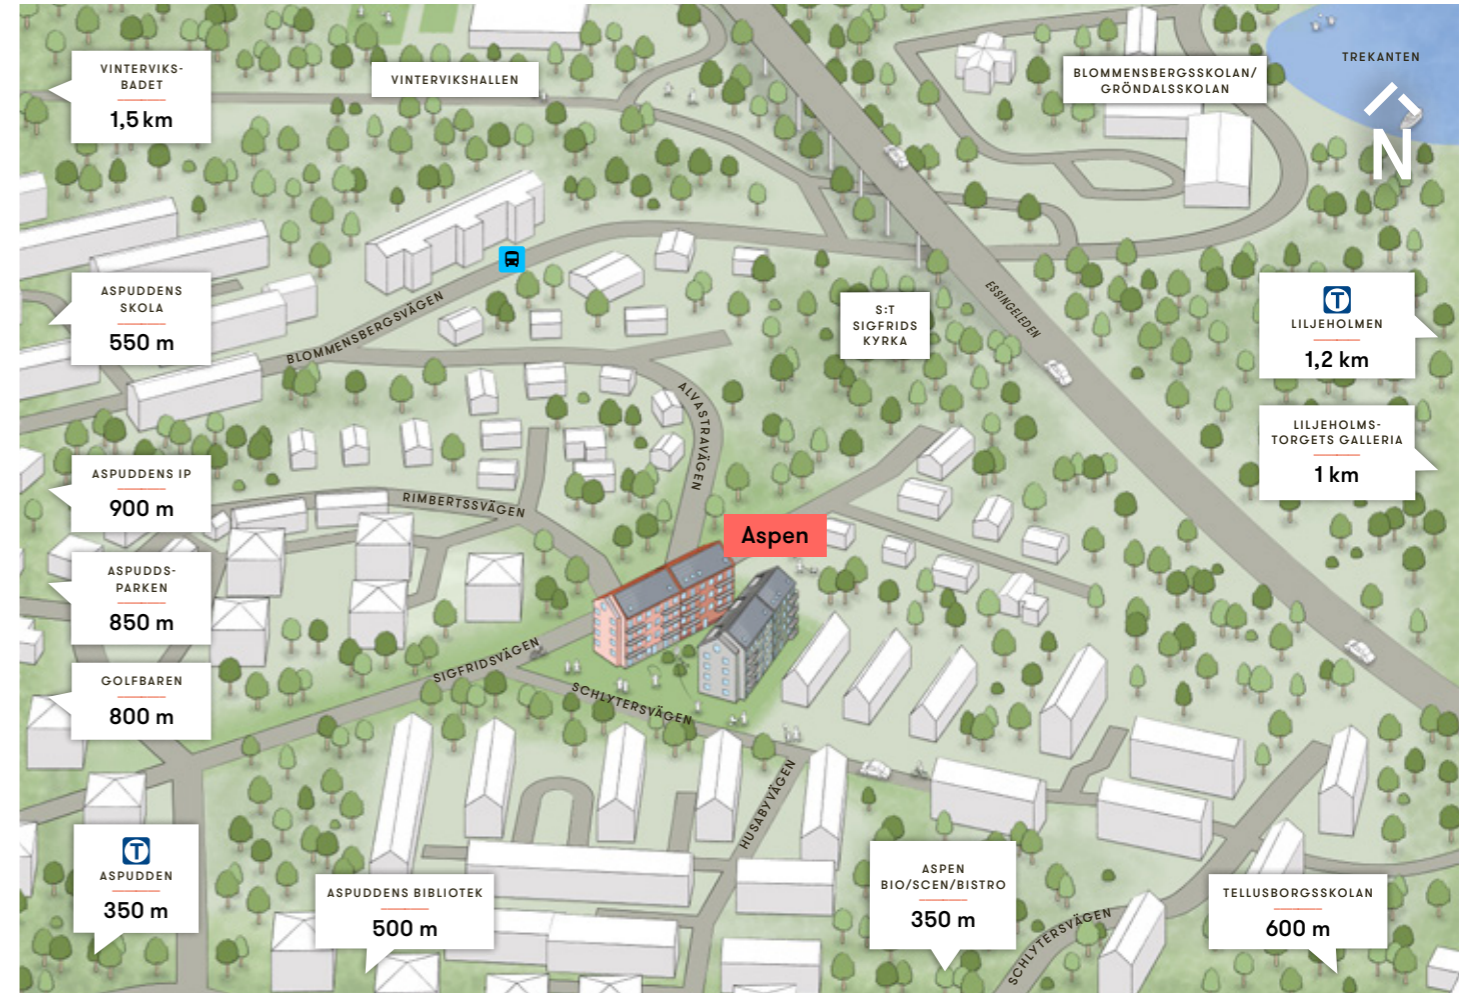 VINTERVIKS-
BADET
1,5 km
VINTERVIKSHALLEN
BLOMMENSBERGSSKOLAN/
GRÖNDALSSKOLAN
TREKANTEN
N
ASPUDDENS
SKOLA
550 m
BLOMMENSBERGSVÄGEN
S:T
SIGFRIDS
KYRKA
ESSINGELEDEN
T
LILJEHOLMEN
1,2 km
ALVASTRAVÄGEN
LILJEHOLMS-
TORGETS GALLERIA
1 km
ASPUDDENS IP
900 m
RIMBERTSSVÄGEN
Aspen
ASPUDDS-
PARKEN
850 m
SIGFRIDSVÄGEN
SCHLYTERSVÄGEN
GOLFBAREN
800 m
HUSABYVÄGEN
T
ASPUDDEN
350 m
ASPUDDENS BIBLIOTEK
500 m
ASPEN
BIO/SCEN/BISTRO
350 m
SCHLYTERSVÄGEN
TELLUSBORGSSKOLAN
600 m